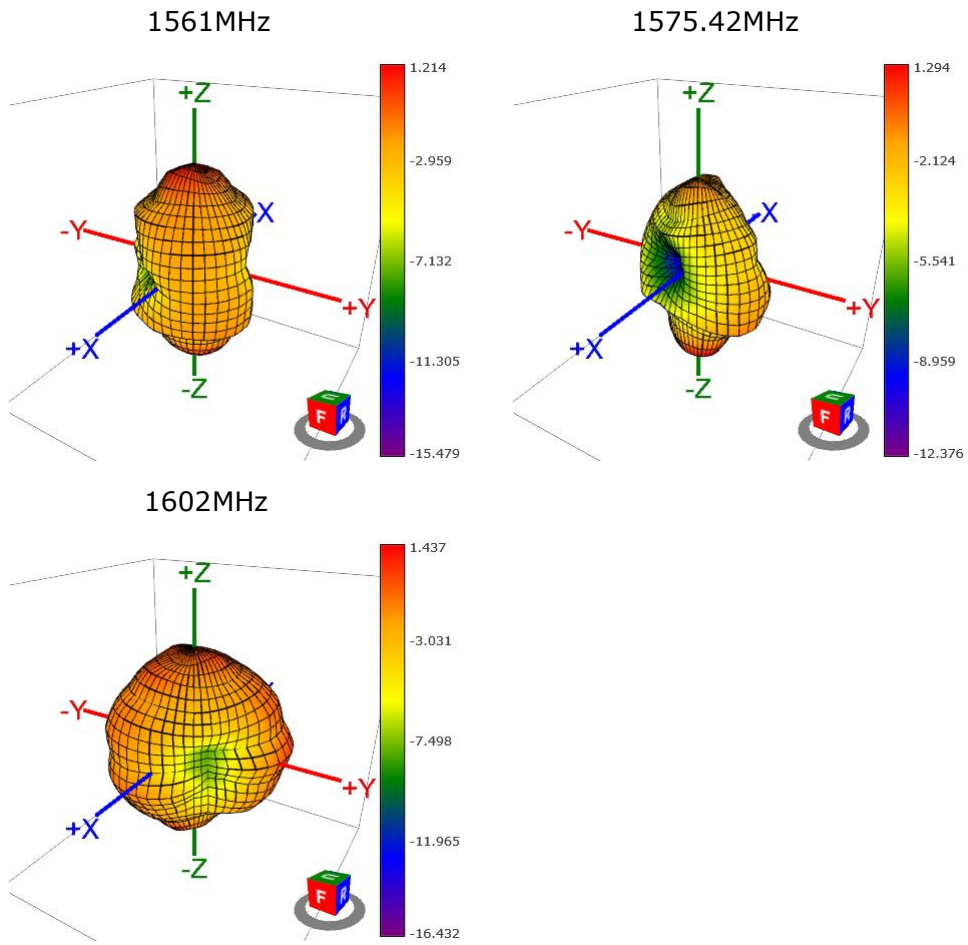 1561MHz
1.214
-2.959
-7.132
-11.305
-15.479
+Z
-Y
-X
+Y
+X
-Z
U
F
R
1575.42MHz
1.294
-2.124
-5.541
-8.959
-12.376
+Z
-Y
-X
+Y
+X
-Z
U
F
R
1602MHz
1.437
-3.031
-7.498
-11.965
-16.432
+Z
-Y
+Y
+X
-Z
U
F
R